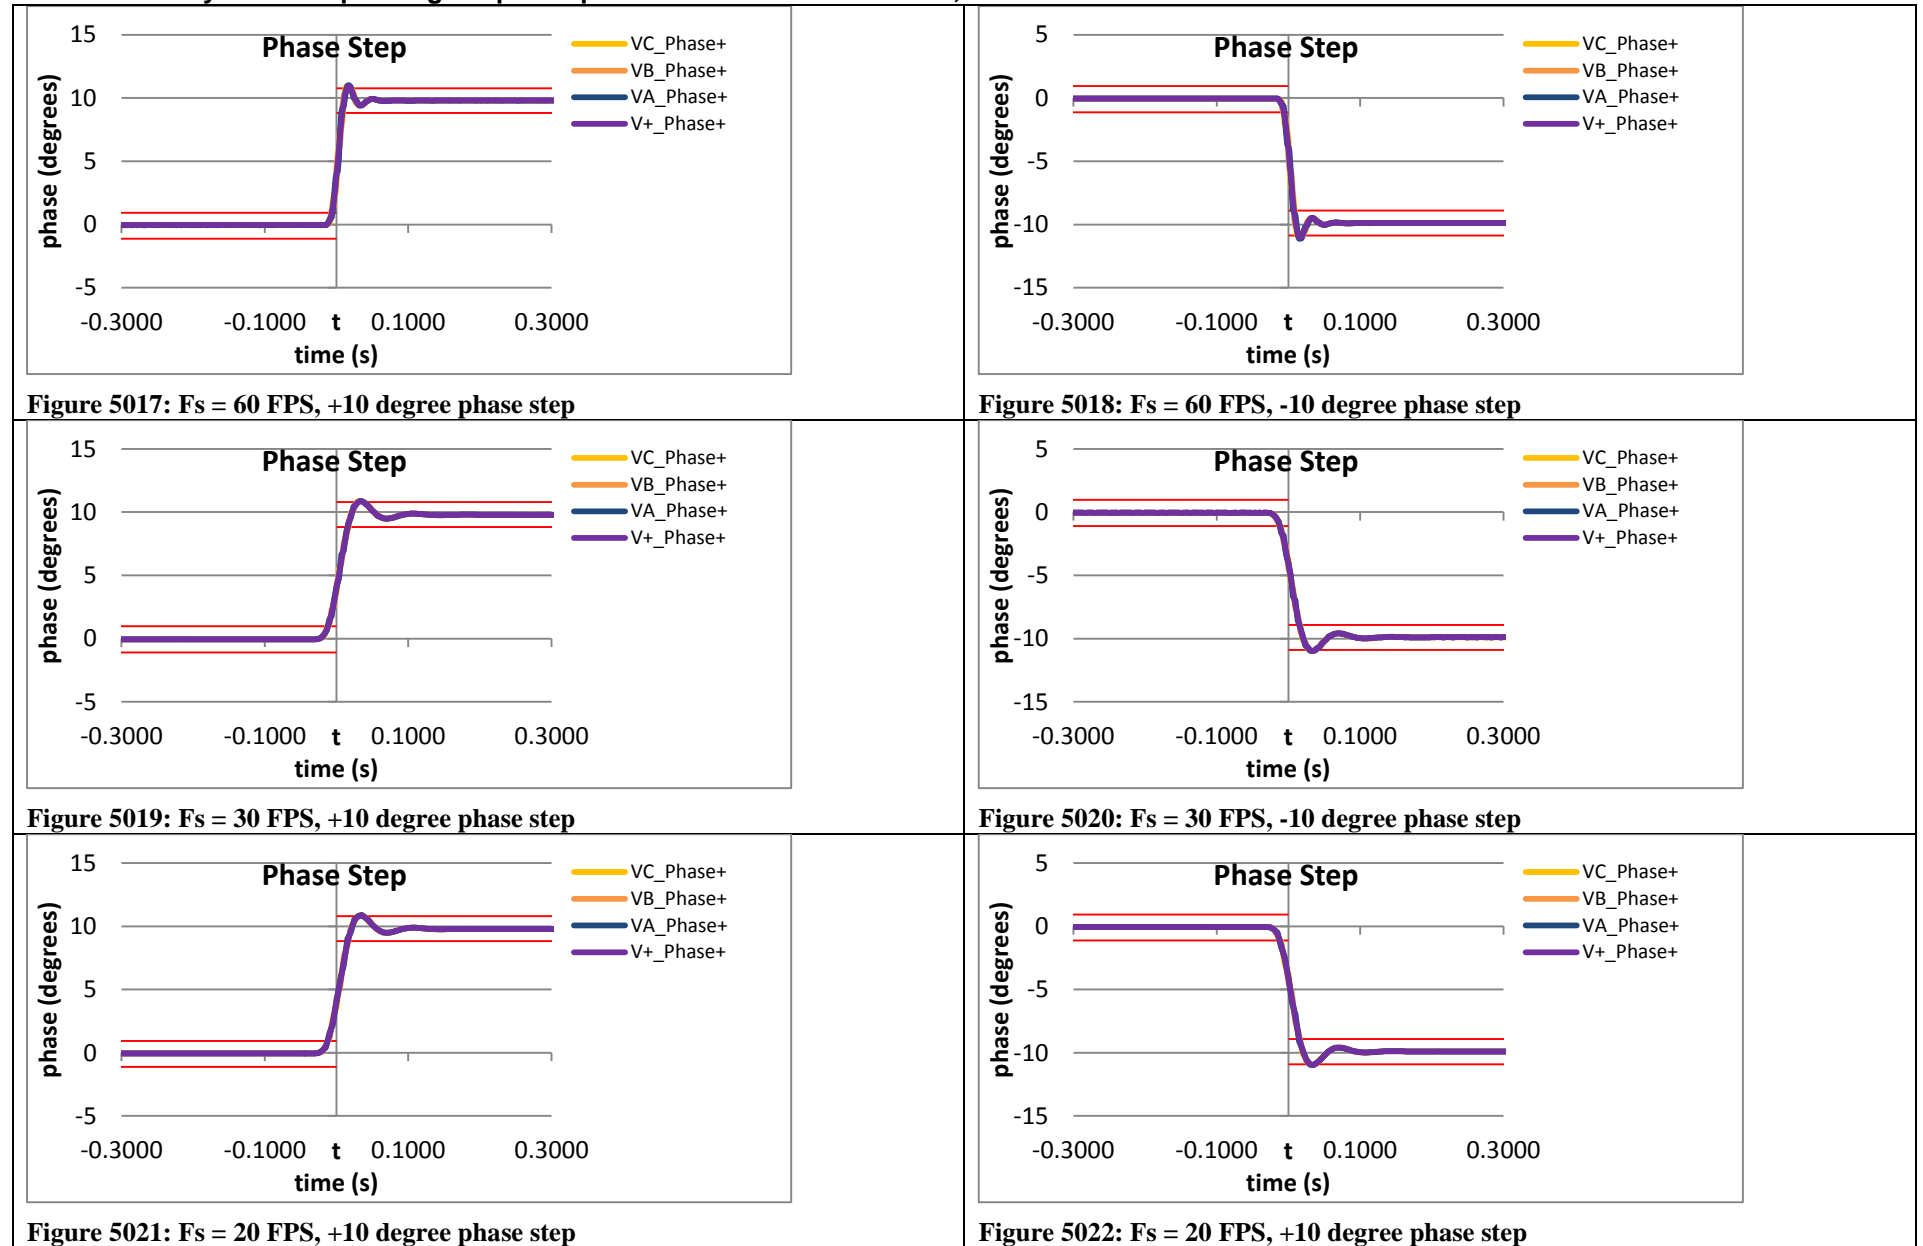 Phase Step
15
10
5
0
-5
phase (degrees)
-0.3000 -0.1000 t 0.1000 0.3000
time (s)
VC_Phase+
VB_Phase+
VA_Phase+
V+_Phase+
Figure 5017: Fs = 60 FPS, +10 degree phase step
Phase Step
5
0
-5
-10
-15
phase (degrees)
-0.3000 -0.1000 t 0.1000 0.3000
time (s)
VC_Phase+
VB_Phase+
VA_Phase+
V+_Phase+
Figure 5018: Fs = 60 FPS, -10 degree phase step
Phase Step
15
10
5
0
-5
phase (degrees)
-0.3000 -0.1000 t 0.1000 0.3000
time (s)
VC_Phase+
VB_Phase+
VA_Phase+
V+_Phase+
Figure 5019: Fs = 30 FPS, +10 degree phase step
Phase Step
5
0
-5
-10
-15
phase (degrees)
-0.3000 -0.1000 t 0.1000 0.3000
time (s)
VC_Phase+
VB_Phase+
VA_Phase+
V+_Phase+
Figure 5020: Fs = 30 FPS, -10 degree phase step
Phase Step
15
10
5
0
-5
phase (degrees)
-0.3000 -0.1000 t 0.1000 0.3000
time (s)
VC_Phase+
VB_Phase+
VA_Phase+
V+_Phase+
Figure 5021: Fs = 20 FPS, +10 degree phase step
Phase Step
5
0
-5
-10
-15
phase (degrees)
-0.3000 -0.1000 t 0.1000 0.3000
time (s)
VC_Phase+
VB_Phase+
VA_Phase+
V+_Phase+
Figure 5022: Fs = 20 FPS, +10 degree phase step